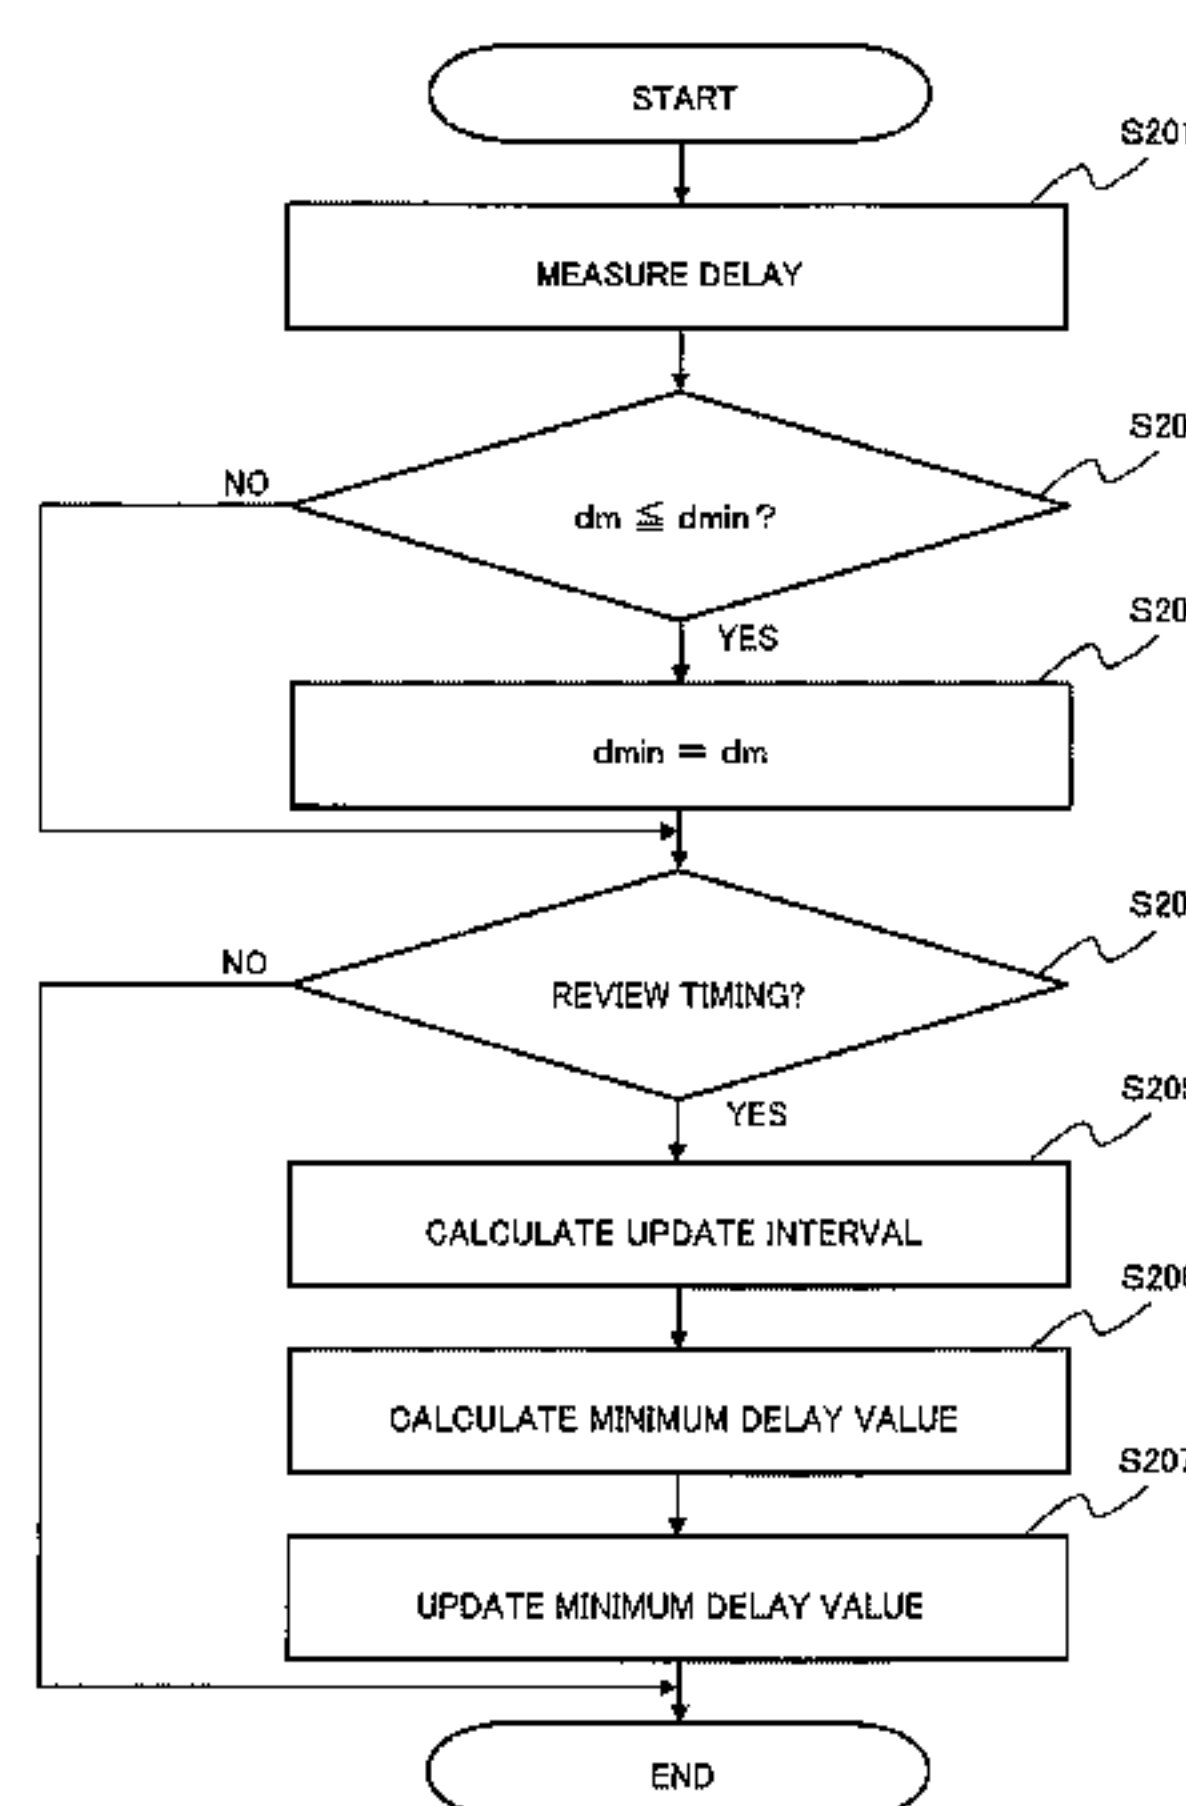 START
S201
MEASURE DELAY
S20
NO
dm ≦ dmin?
S20
YES
dmin = dm
S20
NO
REVIEW TIMING?
S205
YES
CALCULATE UPDATE INTERVAL
S206
CALCULATE MINIMUM DELAY VALUE
S207
UPDATE MINIMUM DELAY VALUE
END